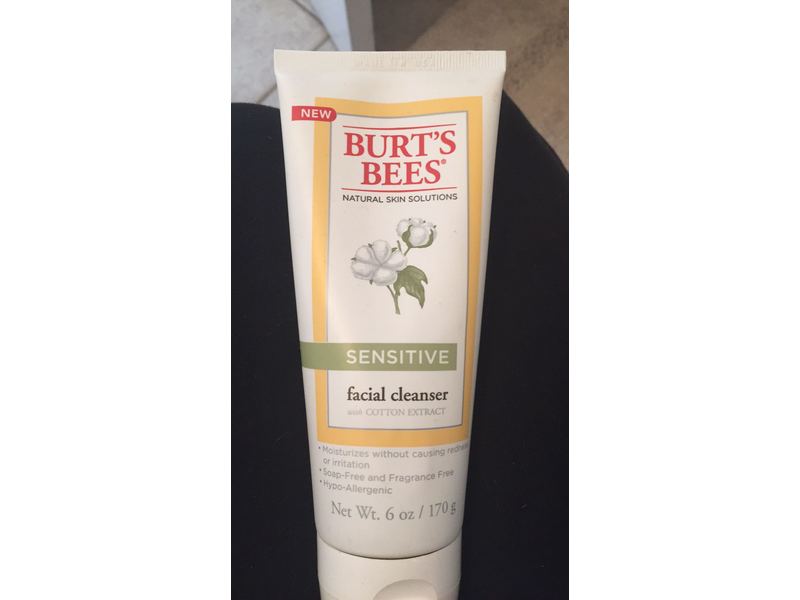 NEW
BURT'S
BEES®
NATURAL SKIN SOLUTIONS
SENSITIVE
facial cleanser
with COTTON EXTRACT
• Moisturizes without causing redness
or irritation
• Soap-Free and Fragrance Free
• Hypo-Allergenic
Net Wt. 6 oz / 170 g